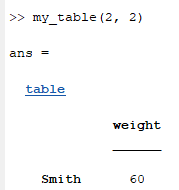 >> my_table(2, 2)
ans =
table
weight
Smith 60